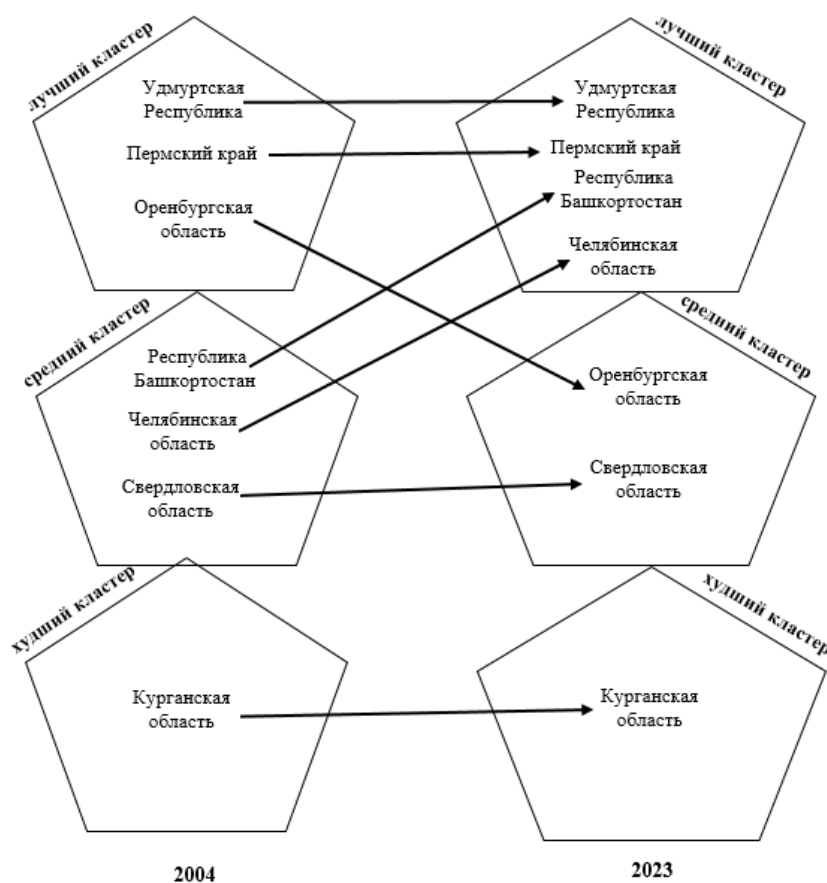 лучший кластер
Удмуртская
Республика
Пермский край
Оренбургская
область
средний кластер
Республика
Башкортостан
Челябинская
область
Свердловская
область
худший кластер
Курганская
область
2004
лучший кластер
Удмуртская
Республика
Пермский край
Республика
Башкортостан
Челябинская
область
средний кластер
Оренбургская
область
Свердловская
область
худший кластер
Курганская
область
2023